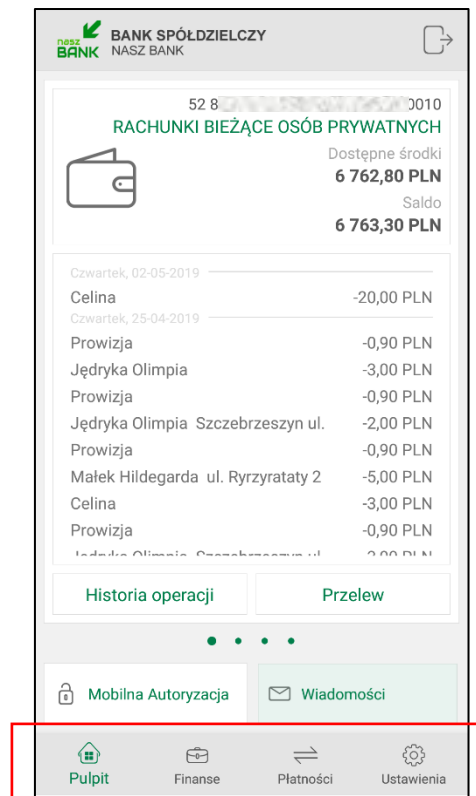 nasz BANK BANK SPÓŁDZIELCZY
NASZ BANK
52 8 0010
RACHUNKI BIEŻĄCE OSÓB PRYWATNYCH
Dostępne środki
6 762,80 PLN
Saldo
6 763,30 PLN
Czwartek, 02-05-2019
Celina -20,00 PLN
Czwartek, 25-04-2019
Prowizja -0,90 PLN
Jędryka Olimpia -3,00 PLN
Prowizja -0,90 PLN
Jędryka Olimpia Szczebrzeszyn ul. -2,00 PLN
Prowizja -0,90 PLN
Małek Hildegarda ul. Ryrzyrataty 2 -5,00 PLN
Celina -3,00 PLN
Prowizja -0,90 PLN
Historia operacji Przelew
Mobilna Autoryzacja Wiadomości
Pulpit Finanse Płatności Ustawienia